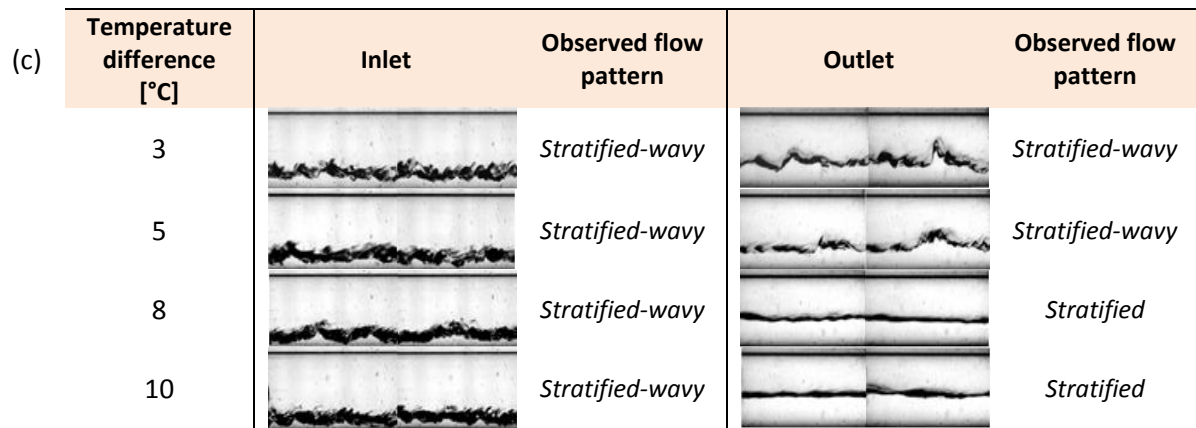 (c)
Temperature difference [°C] Inlet Observed flow pattern Outlet Observed flow pattern
3 Stratified-wavy Stratified-wavy
5 Stratified-wavy Stratified-wavy
8 Stratified-wavy Stratified
10 Stratified-wavy Stratified